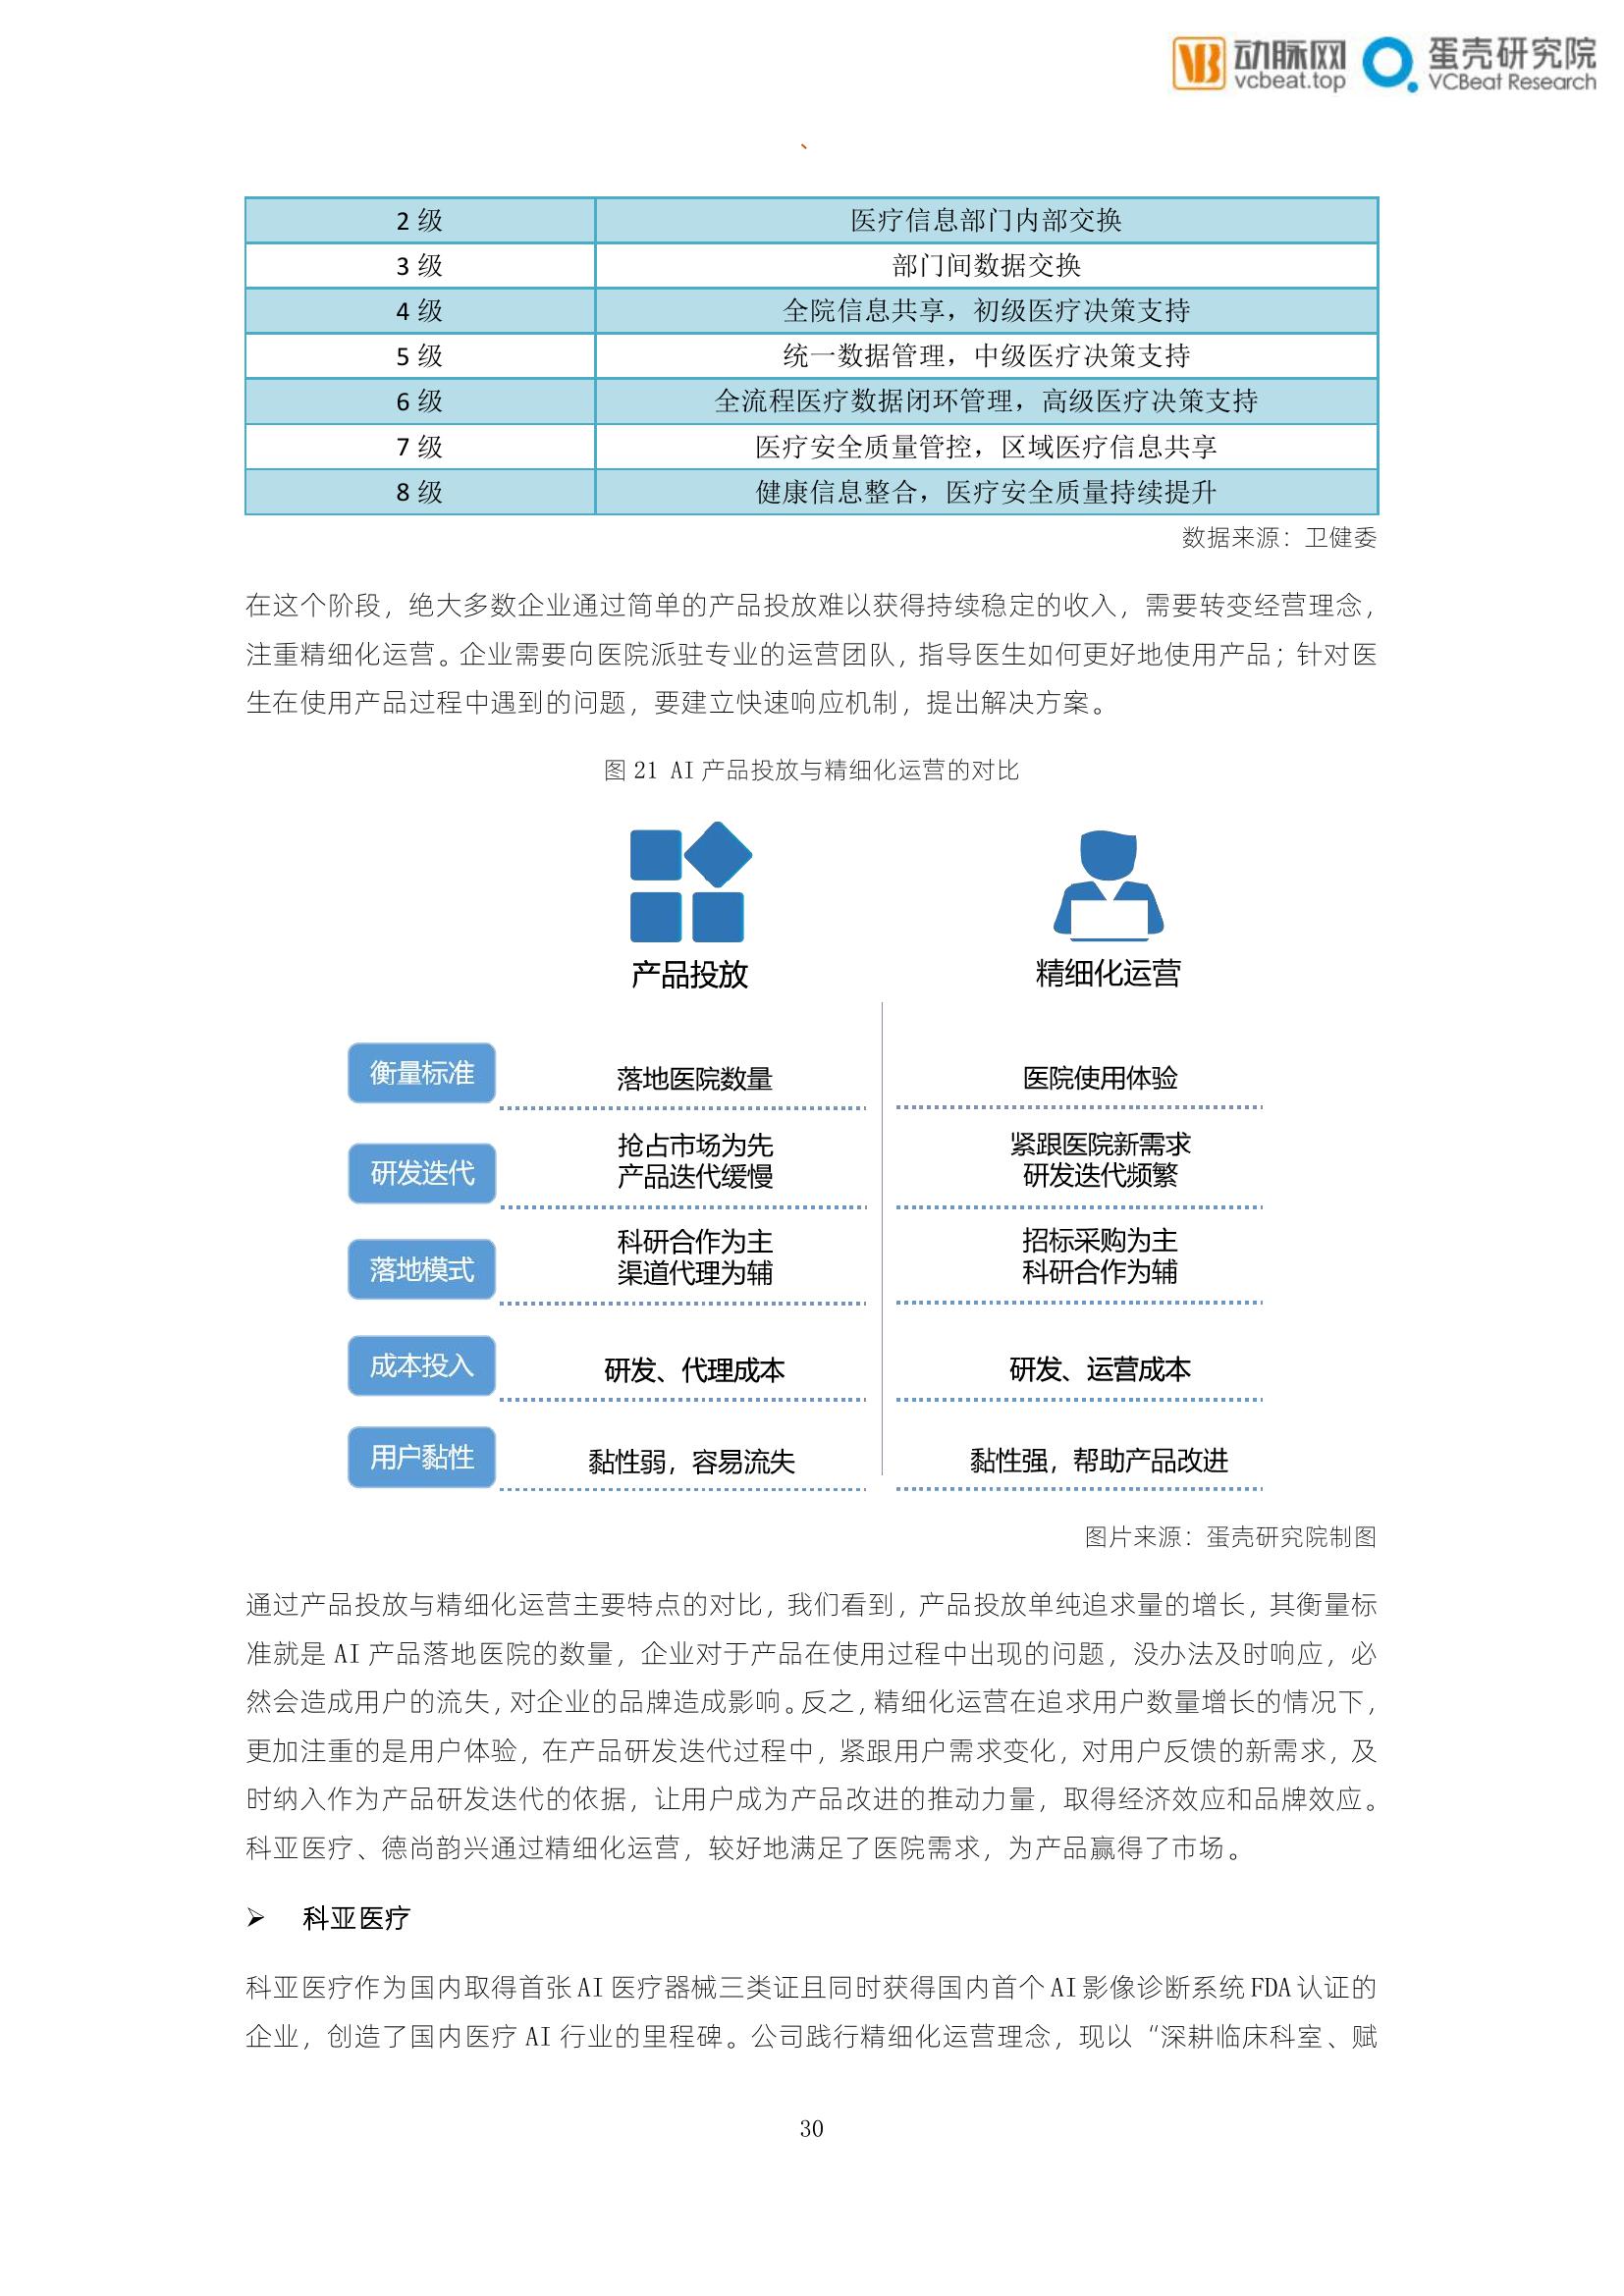 动脉网
vcbeat.top
蛋壳研究院
VCBeat Research
、
2 级 医疗信息部门内部交换
3 级 部门间数据交换
4 级 全院信息共享，初级医疗决策支持
5 级 统一数据管理，中级医疗决策支持
6 级 全流程医疗数据闭环管理，高级医疗决策支持
7 级 医疗安全质量管控，区域医疗信息共享
8 级 健康信息整合，医疗安全质量持续提升
数据来源：卫健委
在这个阶段，绝大多数企业通过简单的产品投放难以获得持续稳定的收入，需要转变经营理念，
注重精细化运营。企业需要向医院派驻专业的运营团队，指导医生如何更好地使用产品；针对医
生在使用产品过程中遇到的问题，要建立快速响应机制，提出解决方案。
图 21 AI 产品投放与精细化运营的对比
产品投放 精细化运营
衡量标准 落地医院数量 医院使用体验
研发迭代 抢占市场为先 紧跟医院新需求
产品迭代缓慢 研发迭代频繁
落地模式 科研合作为主 招标采购为主
渠道代理为辅 科研合作为辅
成本投入 研发、代理成本 研发、运营成本
用户黏性 黏性弱，容易流失 黏性强，帮助产品改进
图片来源：蛋壳研究院制图
通过产品投放与精细化运营主要特点的对比，我们看到，产品投放单纯追求量的增长，其衡量标
准就是 AI 产品落地医院的数量，企业对于产品在使用过程中出现的问题，没办法及时响应，必
然会造成用户的流失，对企业的品牌造成影响。反之，精细化运营在追求用户数量增长的情况下，
更加注重的是用户体验，在产品研发迭代过程中，紧跟用户需求变化，对用户反馈的新需求，及
时纳入作为产品研发迭代的依据，让用户成为产品改进的推动力量，取得经济效应和品牌效应。
科亚医疗、德尚韵兴通过精细化运营，较好地满足了医院需求，为产品赢得了市场。
➢ 科亚医疗
科亚医疗作为国内取得首张 AI 医疗器械三类证且同时获得国内首个 AI 影像诊断系统 FDA 认证的
企业，创造了国内医疗 AI 行业的里程碑。公司践行精细化运营理念，现以“深耕临床科室、赋
30